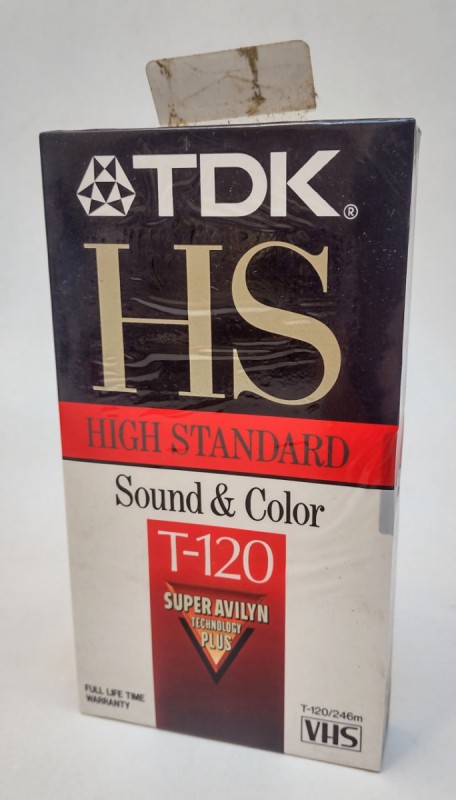 TDK®
HS
HIGH STANDARD
Sound & Color
T-120
SUPER AVILYN
TECHNOLOGY
PLUS
FULL LIFE TIME
WARRANTY
T-120/246m
VHS